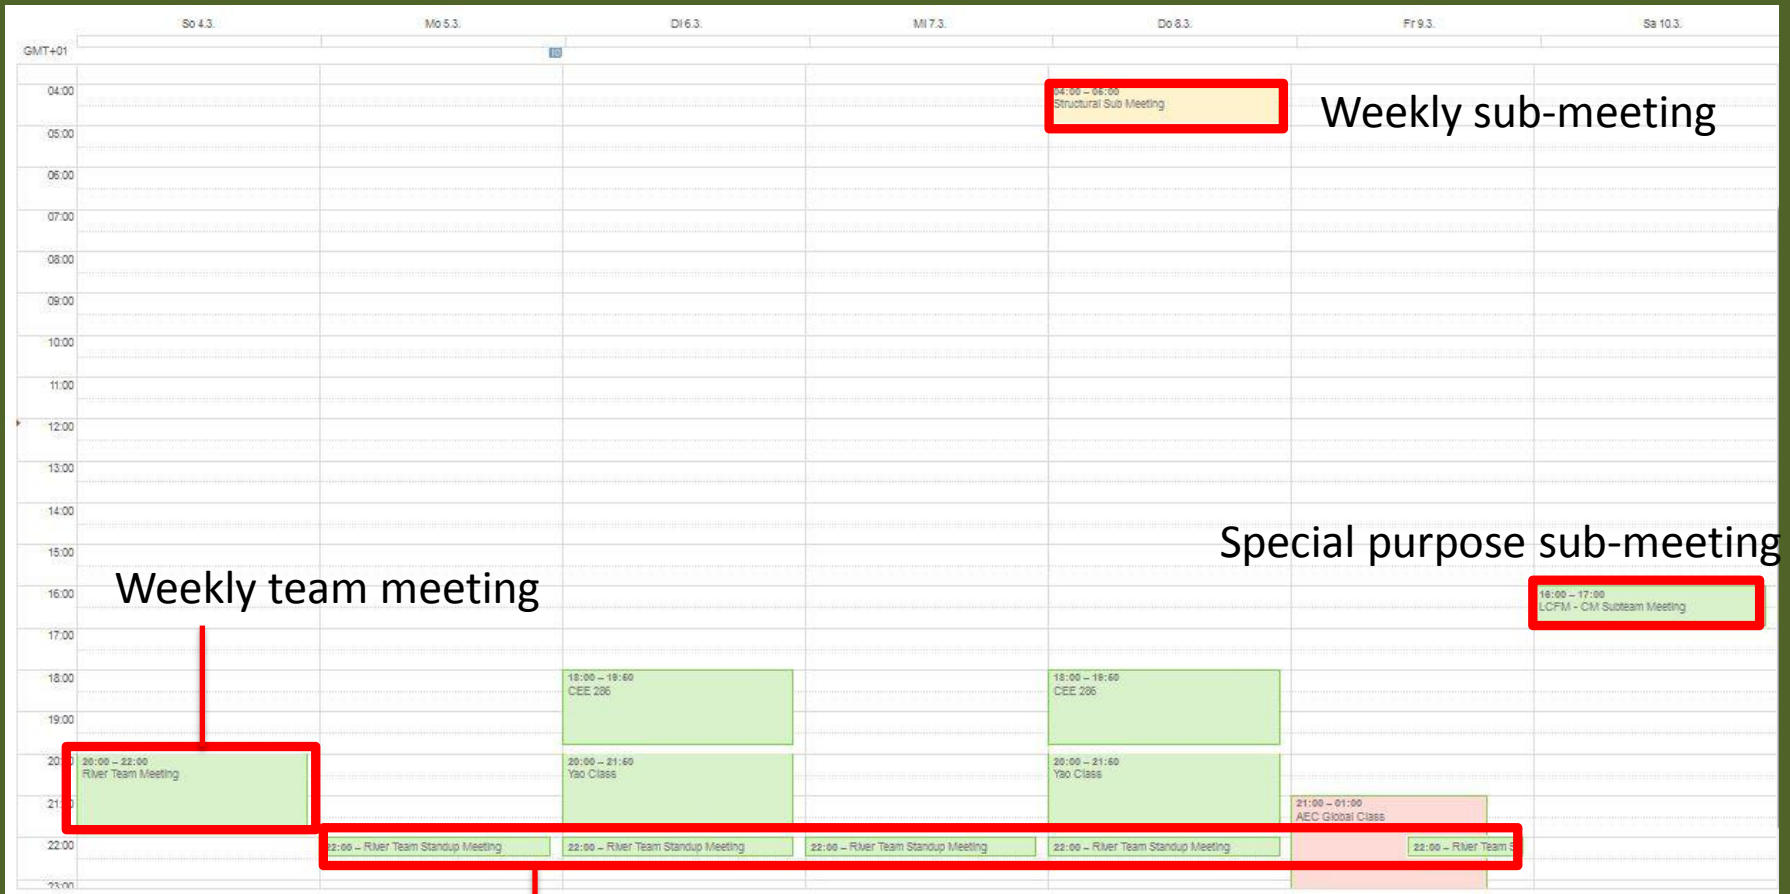 So 4.3. Mo 5.3. Di 6.3. Mi 7.3. Do 8.3. Fr 9.3. Sa 10.3.
GMT+01
04:00
04:00 – 05:00
Structural Sub Meeting
Weekly sub-meeting
05:00
06:00
07:00
08:00
09:00
10:00
11:00
12:00
13:00
14:00
15:00
Special purpose sub-meeting
Weekly team meeting
16:00
16:00 – 17:00
LCFM - CM Subteam Meeting
17:00
18:00
18:00 – 19:50
CEE 286
18:00 – 19:50
CEE 286
19:00
20:00 – 22:00
River Team Meeting
20:00 – 21:50
Yao Class
20:00 – 21:50
Yao Class
21:00 – 01:00
AEC Global Class
22:00
22:00 – River Team Standup Meeting
22:00 – River Team Standup Meeting
22:00 – River Team Standup Meeting
22:00 – River Team Standup Meeting
22:00 – River Team S
23:00